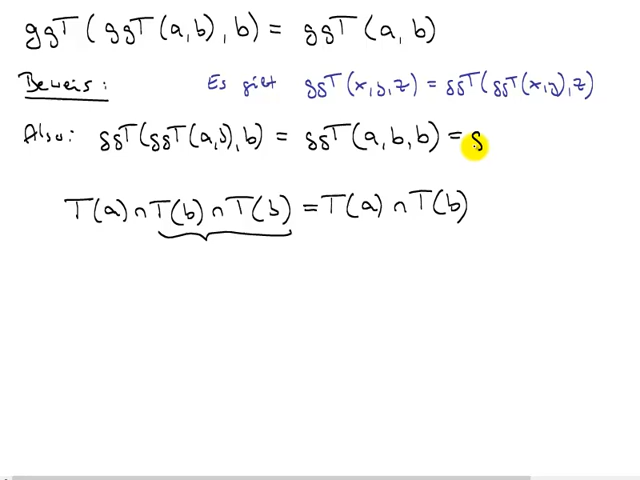 ggT(ggT(a,b),b) = ggT(a,b)
Beweis: Es gilt ggT(x,y,z) = ggT(ggT(x,y),z)
Also: ggT(ggT(a,b),b) = ggT(a,b,b) = g
T(a) ∩ T(b) ∩ T(b) = T(a) ∩ T(b)